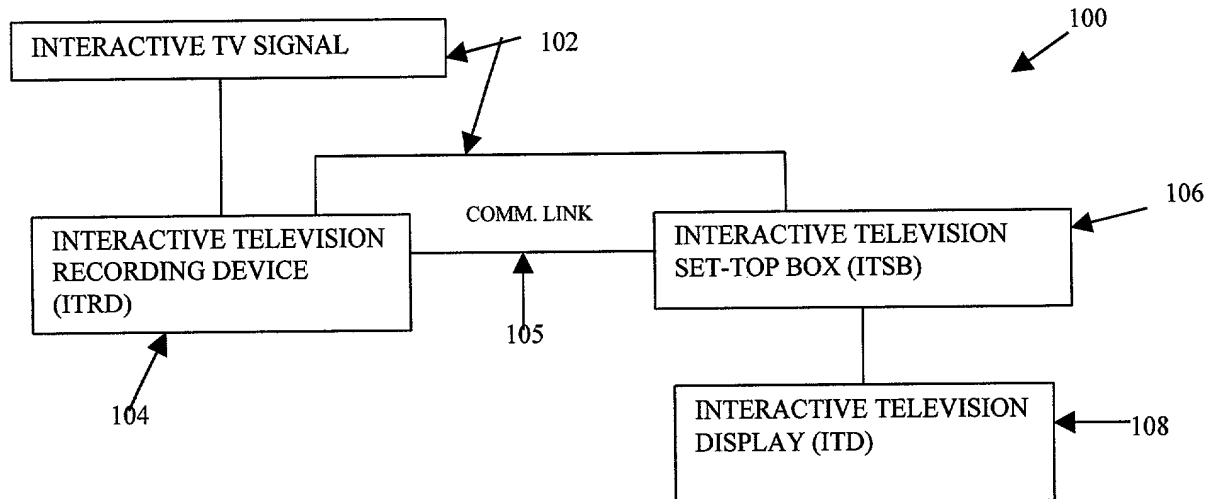 INTERACTIVE TV SIGNAL
102
100
COMM. LINK
106
INTERACTIVE TELEVISION
RECORDING DEVICE
(ITRD)
INTERACTIVE TELEVISION
SET-TOP BOX (ITSB)
105
104
INTERACTIVE TELEVISION
DISPLAY (ITD)
108